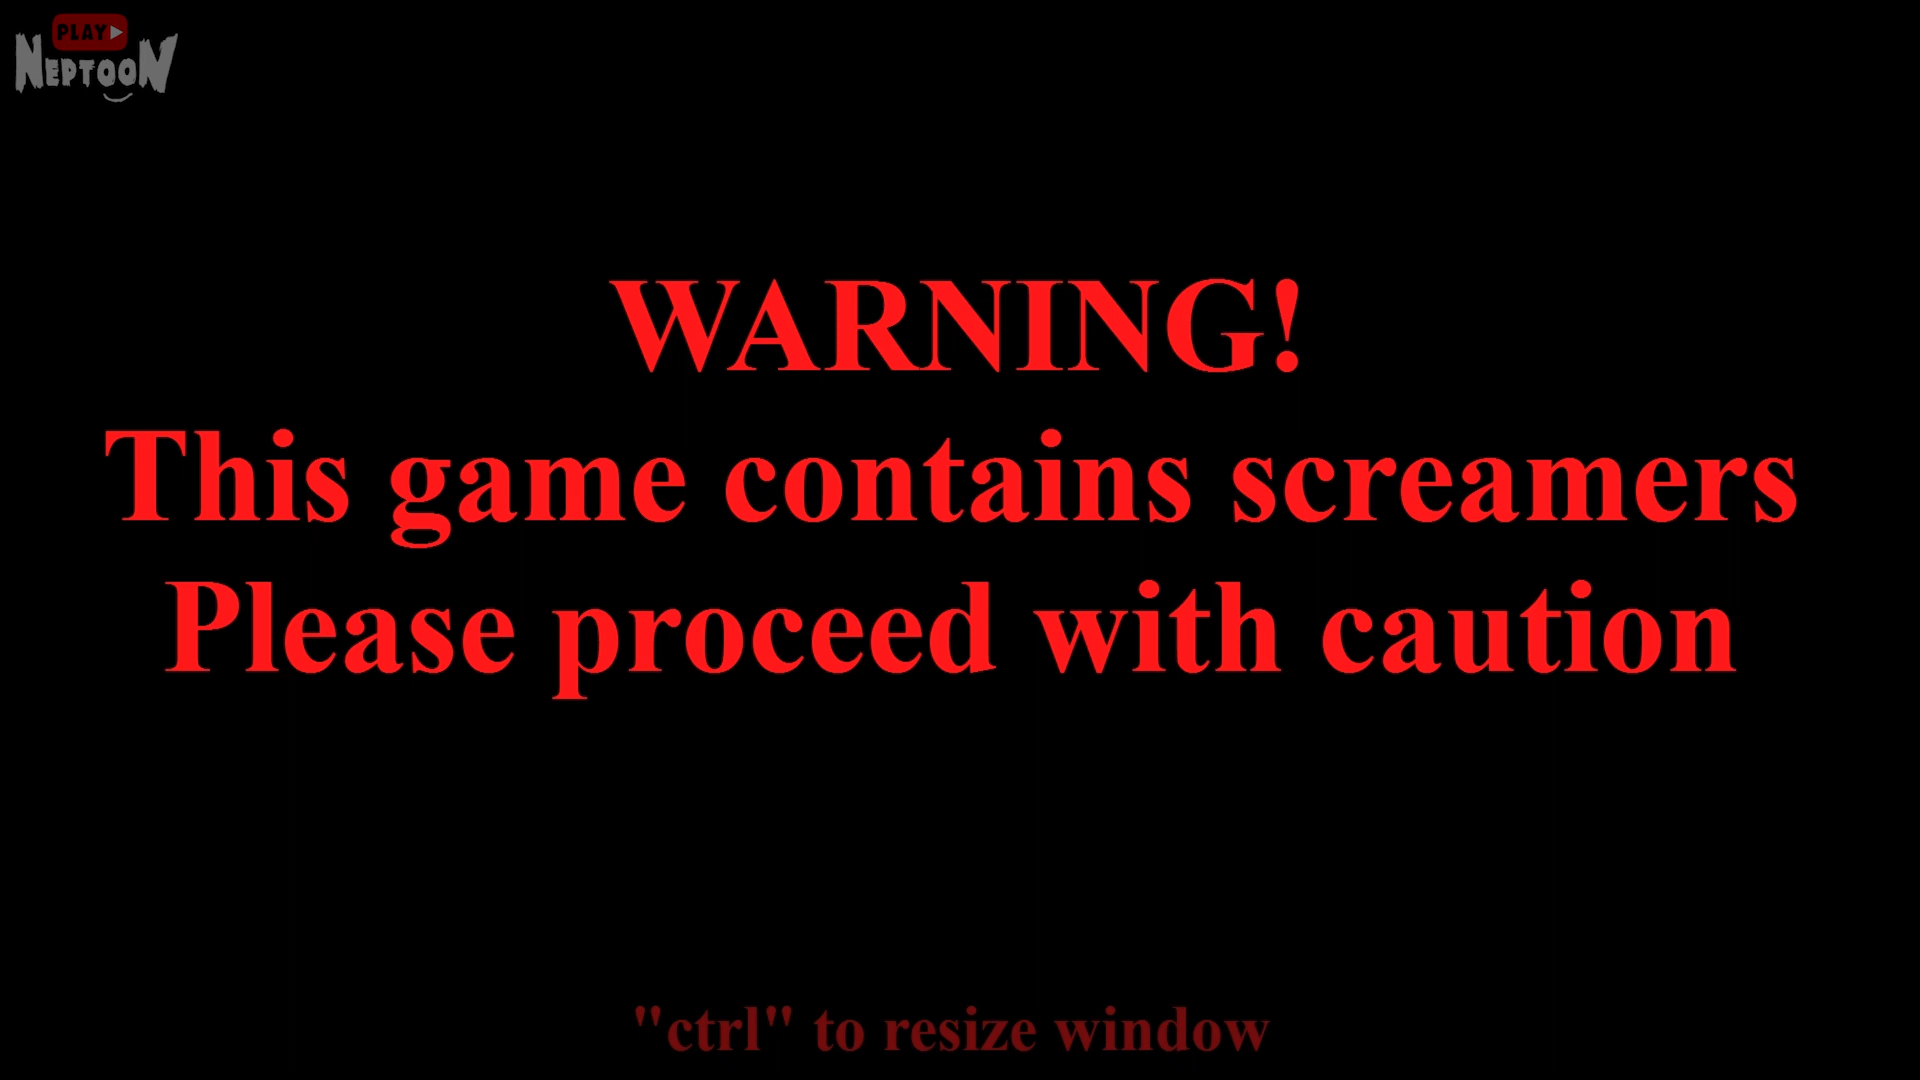 PLAY
NEPTOON
WARNING!
This game contains screamers
Please proceed with caution
"ctrl" to resize window